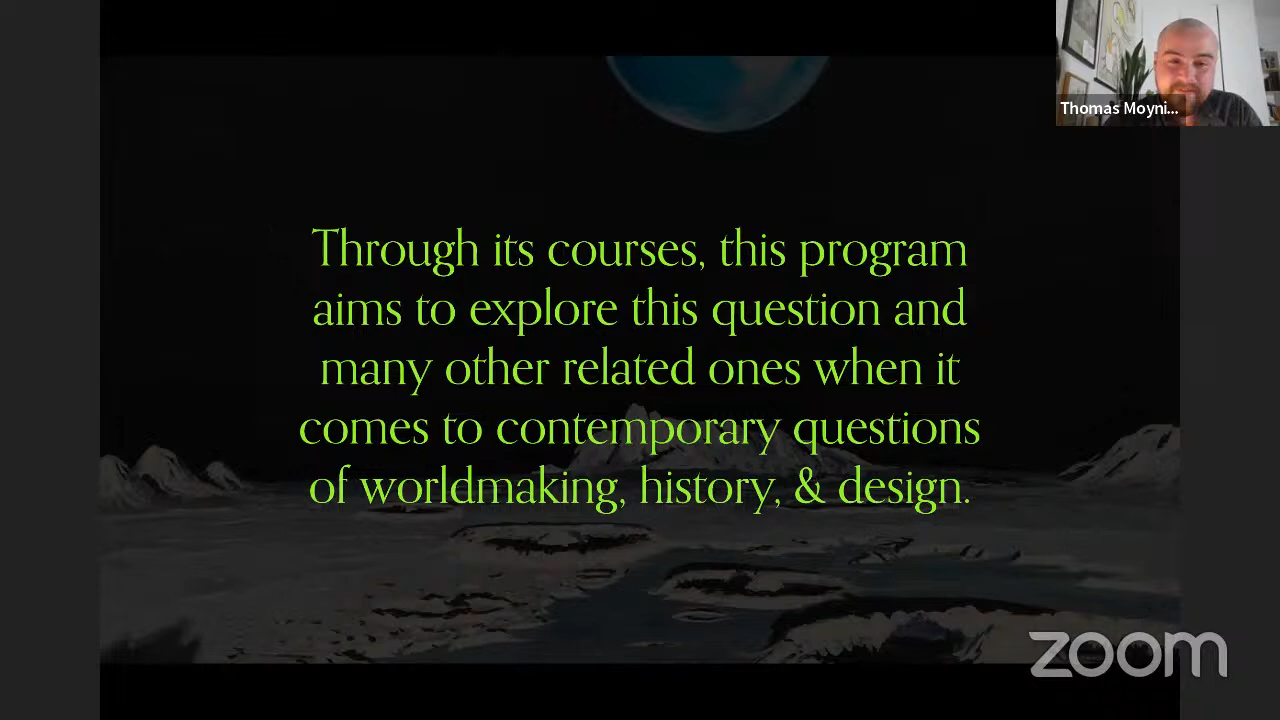 Thomas Moyni...
Through its courses, this program
aims to explore this question and
many other related ones when it
comes to contemporary questions
of worldmaking, history, & design.
zoom